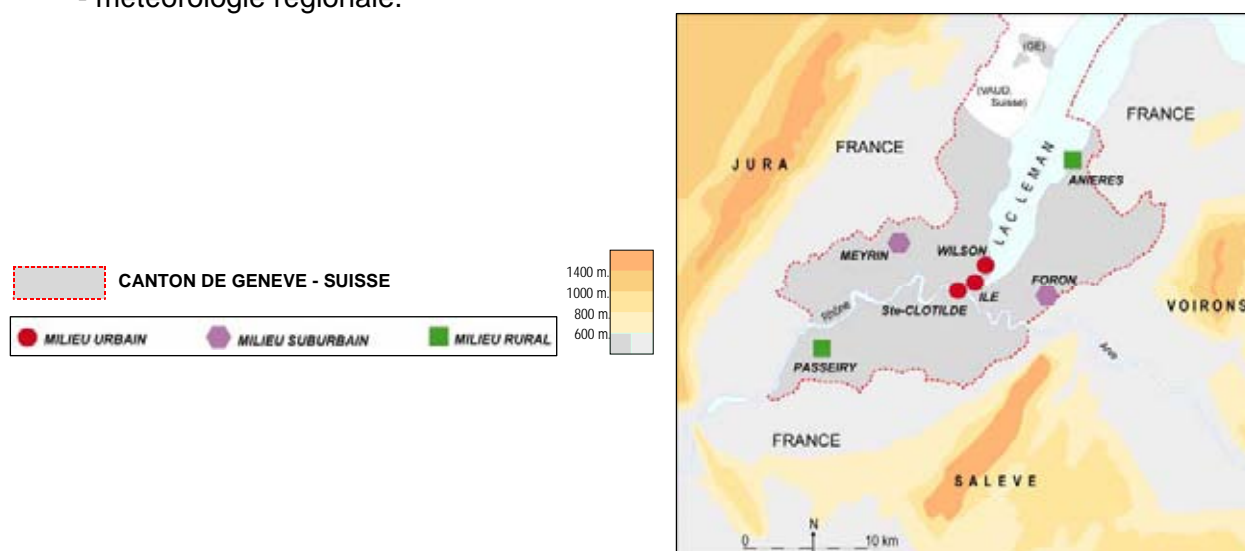 - météorologie régionale.
CANTON DE GENEVE - SUISSE
MILIEU URBAIN
MILIEU SUBURBAIN
MILIEU RURAL
1400 m.
1000 m.
800 m.
600 m.
(GE)
(VAUD,
Suisse)
FRANCE
FRANCE
JURA
LAC LEMAN
ANIERES
MEYRIN
WILSON
ILE
FORON
Ste-CLOTILDE
VOIRONS
Rhône
Arve
PASSEIRY
FRANCE
SALEVE
N
0
10 km